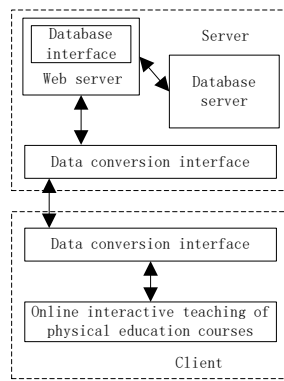 Database
interface
Server
Web server
Database
server
Data conversion interface
Data conversion interface
Online interactive teaching of
physical education courses
Client